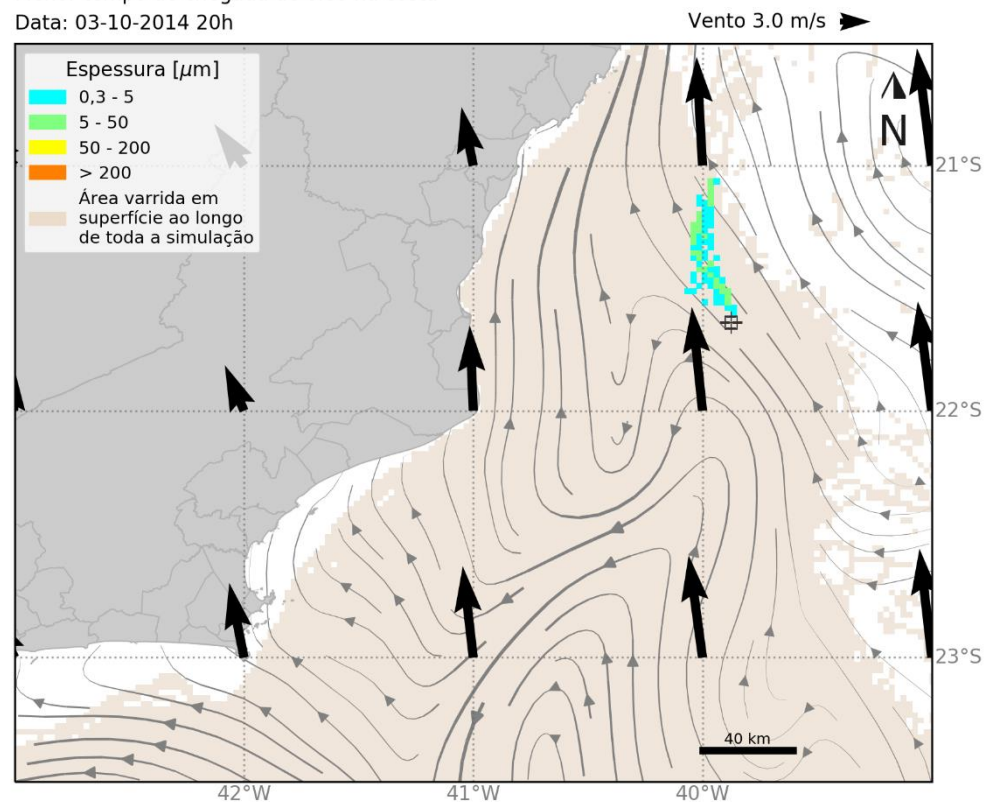 Data: 03-10-2014 20h
Vento 3.0 m/s
Espessura [μm]
0,3 - 5
5 - 50
50 - 200
> 200
Área varrida em
superfície ao longo
de toda a simulação
N
21°S
22°S
23°S
40 km
42°W
41°W
40°W